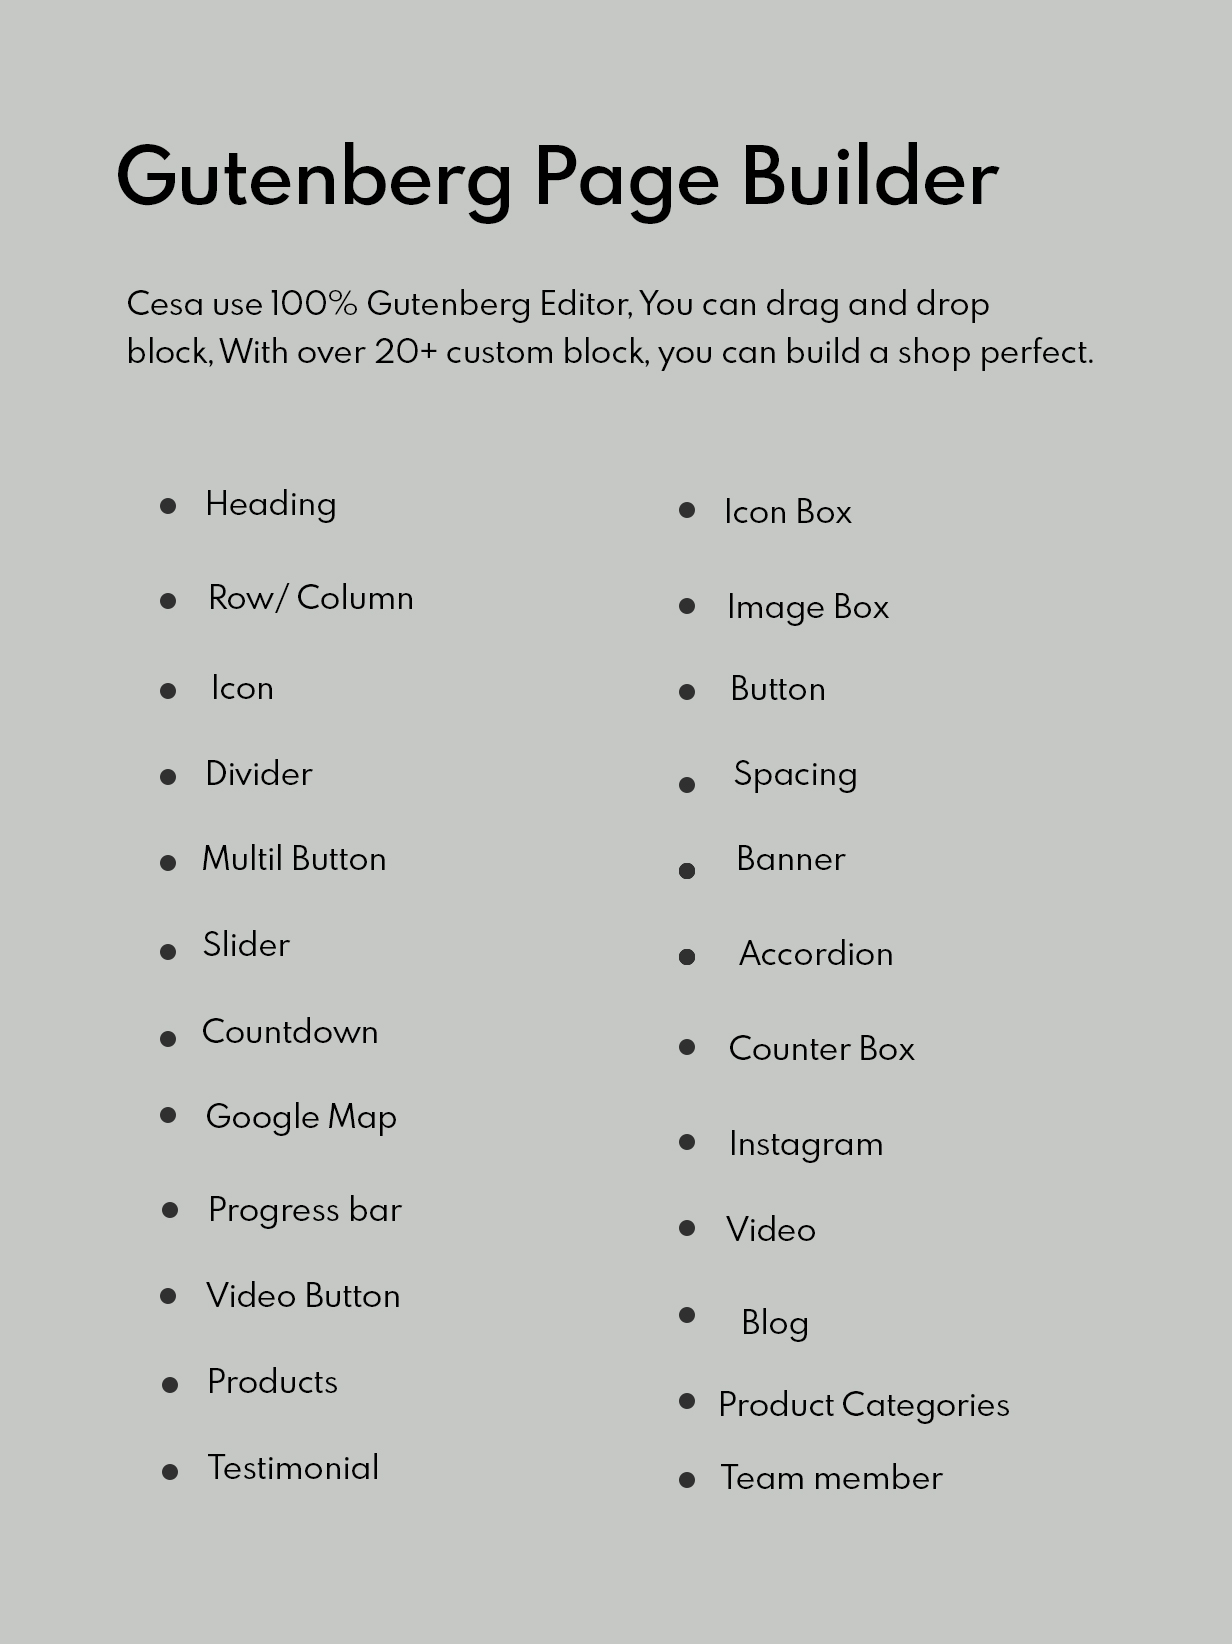 Gutenberg Page Builder
Cesa use 100% Gutenberg Editor, You can drag and drop
block, With over 20+ custom block, you can build a shop perfect.
Heading
Row/ Column
Icon
Divider
Multil Button
Slider
Countdown
Google Map
Progress bar
Video Button
Products
Testimonial
Icon Box
Image Box
Button
Spacing
Banner
Accordion
Counter Box
Instagram
Video
Blog
Product Categories
Team member